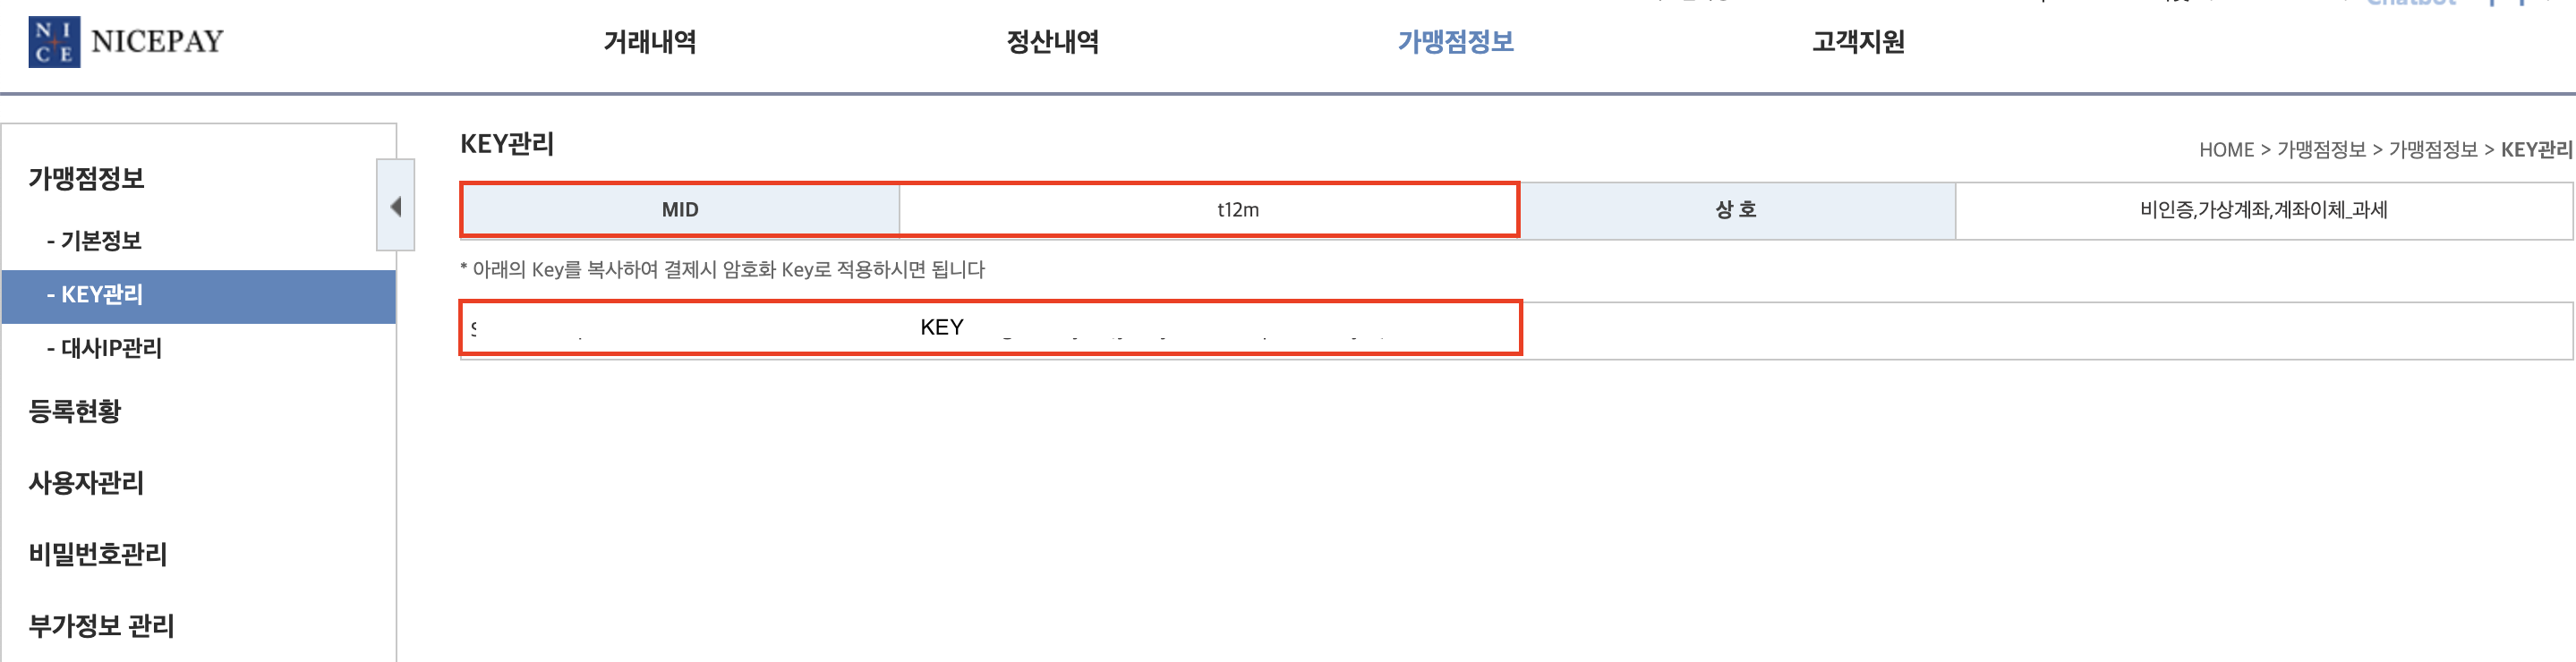 NICE NICEPAY
거래내역 정산내역 가맹점정보 고객지원
가맹점정보
- 기본정보
- KEY관리
- 대사IP관리
등록현황
사용자관리
비밀번호관리
부가정보 관리
KEY관리
HOME > 가맹점정보 > 가맹점정보 > KEY관리
MID t12m 상 호 비인증,가상계좌,계좌이체_과세
* 아래의 Key를 복사하여 결제시 암호화 Key로 적용하시면 됩니다
KEY